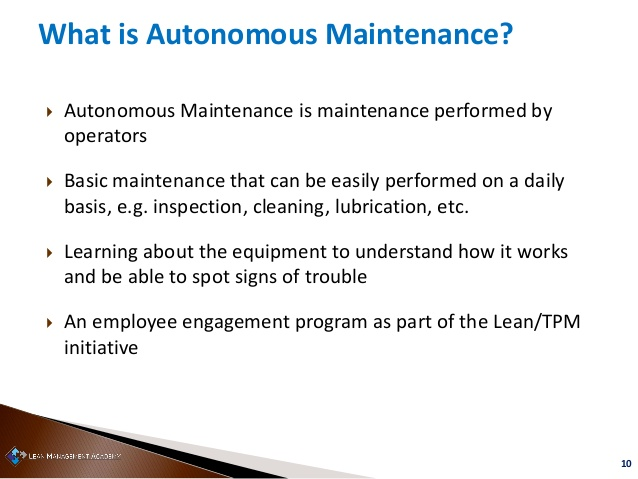 What is Autonomous Maintenance?
Autonomous Maintenance is maintenance performed by
operators
Basic maintenance that can be easily performed on a daily
basis, e.g. inspection, cleaning, lubrication, etc.
Learning about the equipment to understand how it works
and be able to spot signs of trouble
An employee engagement program as part of the Lean/TPM
initiative
LEAN MANAGEMENT ACADEMY
10